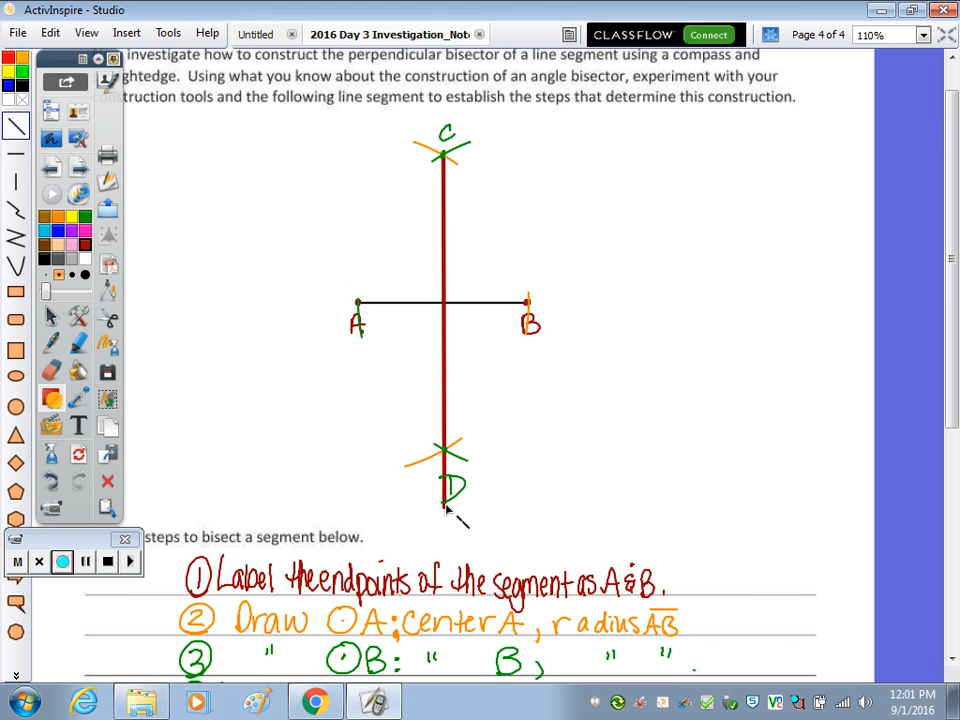 ActivInspire - Studio
File Edit View Insert Tools Help Untitled 2016 Day 3 Investigation_Not CLASSFLOW Connect Page 4 of 4 110%
investigate how to construct the perpendicular bisector of a line segment using a compass and
ghtedge. Using what you know about the construction of an angle bisector, experiment with your
struction tools and the following line segment to establish the steps that determine this construction.
C
A B
D
steps to bisect a segment below.
① Label the endpoints of the segment as A & B.
② Draw ⊙A: center A, radius A̅B̅
③ " ⊙B: " B, " ".
12:01 PM
9/1/2016